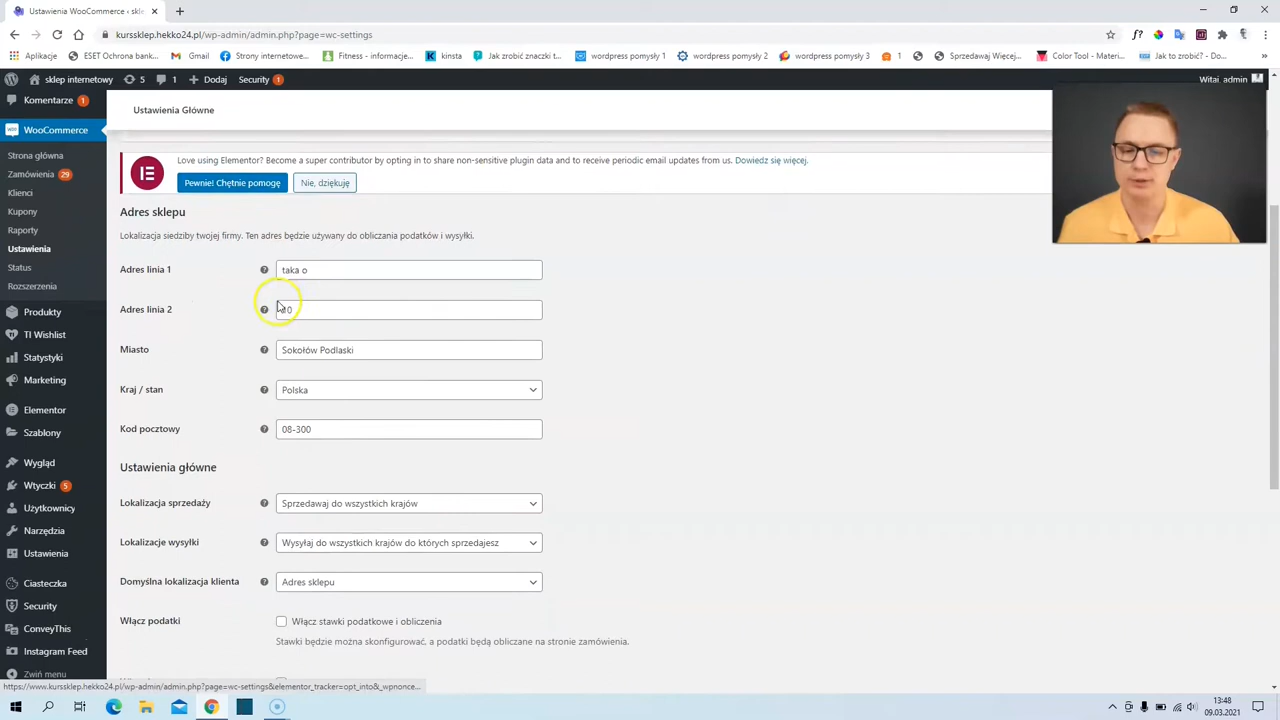 Ustawienia WooCommerce ‹ skle
kurssklep.hekko24.pl/wp-admin/admin.php?page=wc-settings
Aplikacje
ESET Ochrona bank...
Gmail
Strony internetowe...
Fitness - informacje...
kinsta
Jak zrobić znaczki t...
wordpress pomysły 1
wordpress pomysły 2
wordpress pomysły 3
1
Sprzedawaj Więcej...
Color Tool - Materi...
Jak to zrobić? - Do...
sklep internetowy
5
1
Dodaj
Security 1
Witaj, admin
Komentarze 1
WooCommerce
Strona główna
Zamówienia 29
Klienci
Kupony
Raporty
Ustawienia
Status
Rozszerzenia
Produkty
TI Wishlist
Statystyki
Marketing
Elementor
Szablony
Wygląd
Wtyczki 5
Użytkownicy
Narzędzia
Ustawienia
Ciasteczka
Security
ConveyThis
Instagram Feed
Zwiń menu
Ustawienia Główne
Love using Elementor? Become a super contributor by opting in to share non-sensitive plugin data and to receive periodic email updates from us. Dowiedz się więcej.
Pewnie! Chętnie pomogę
Nie, dziękuję
Adres sklepu
Lokalizacja siedziby twojej firmy. Ten adres będzie używany do obliczania podatków i wysyłki.
Adres linia 1
taka o
Adres linia 2
Miasto
Sokołów Podlaski
Kraj / stan
Polska
Kod pocztowy
08-300
Ustawienia główne
Lokalizacja sprzedaży
Sprzedawaj do wszystkich krajów
Lokalizacje wysyłki
Wysyłaj do wszystkich krajów do których sprzedajesz
Domyślna lokalizacja klienta
Adres sklepu
Włącz podatki
Włącz stawki podatkowe i obliczenia
Stawki będzie można skonfigurować, a podatki będą obliczane na stronie zamówienia.
https://www.kurssklep.hekko24.pl/wp-admin/admin.php?page=wc-settings&elementor_tracker=opt_into&_wpnonce...
13:48
09.03.2021